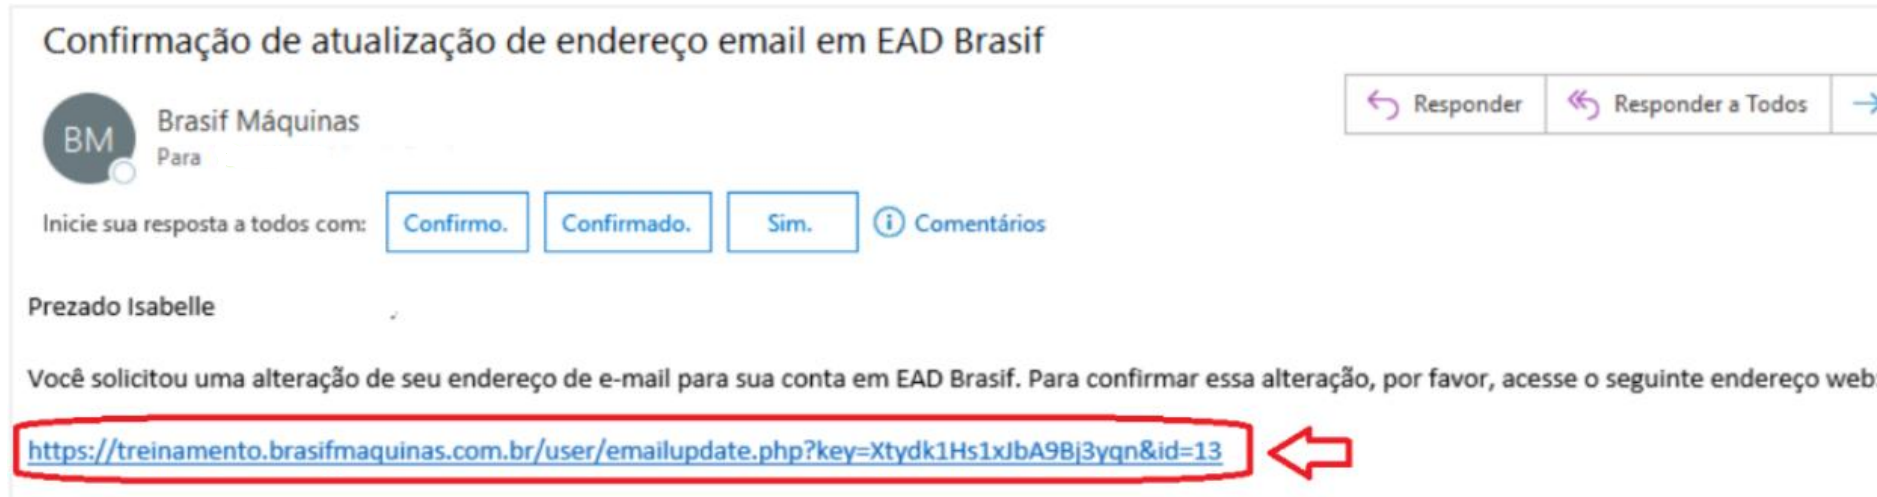 Confirmação de atualização de endereço email em EAD Brasif
Responder
Responder a Todos
BM
Brasif Máquinas
Para
Inicie sua resposta a todos com:
Confirmo.
Confirmado.
Sim.
Comentários
Prezado Isabelle
Você solicitou uma alteração de seu endereço de e-mail para sua conta em EAD Brasif. Para confirmar essa alteração, por favor, acesse o seguinte endereço web:
https://treinamento.brasifmaquinas.com.br/user/emailupdate.php?key=Xtydk1Hs1xJbA9Bj3yqn&id=13